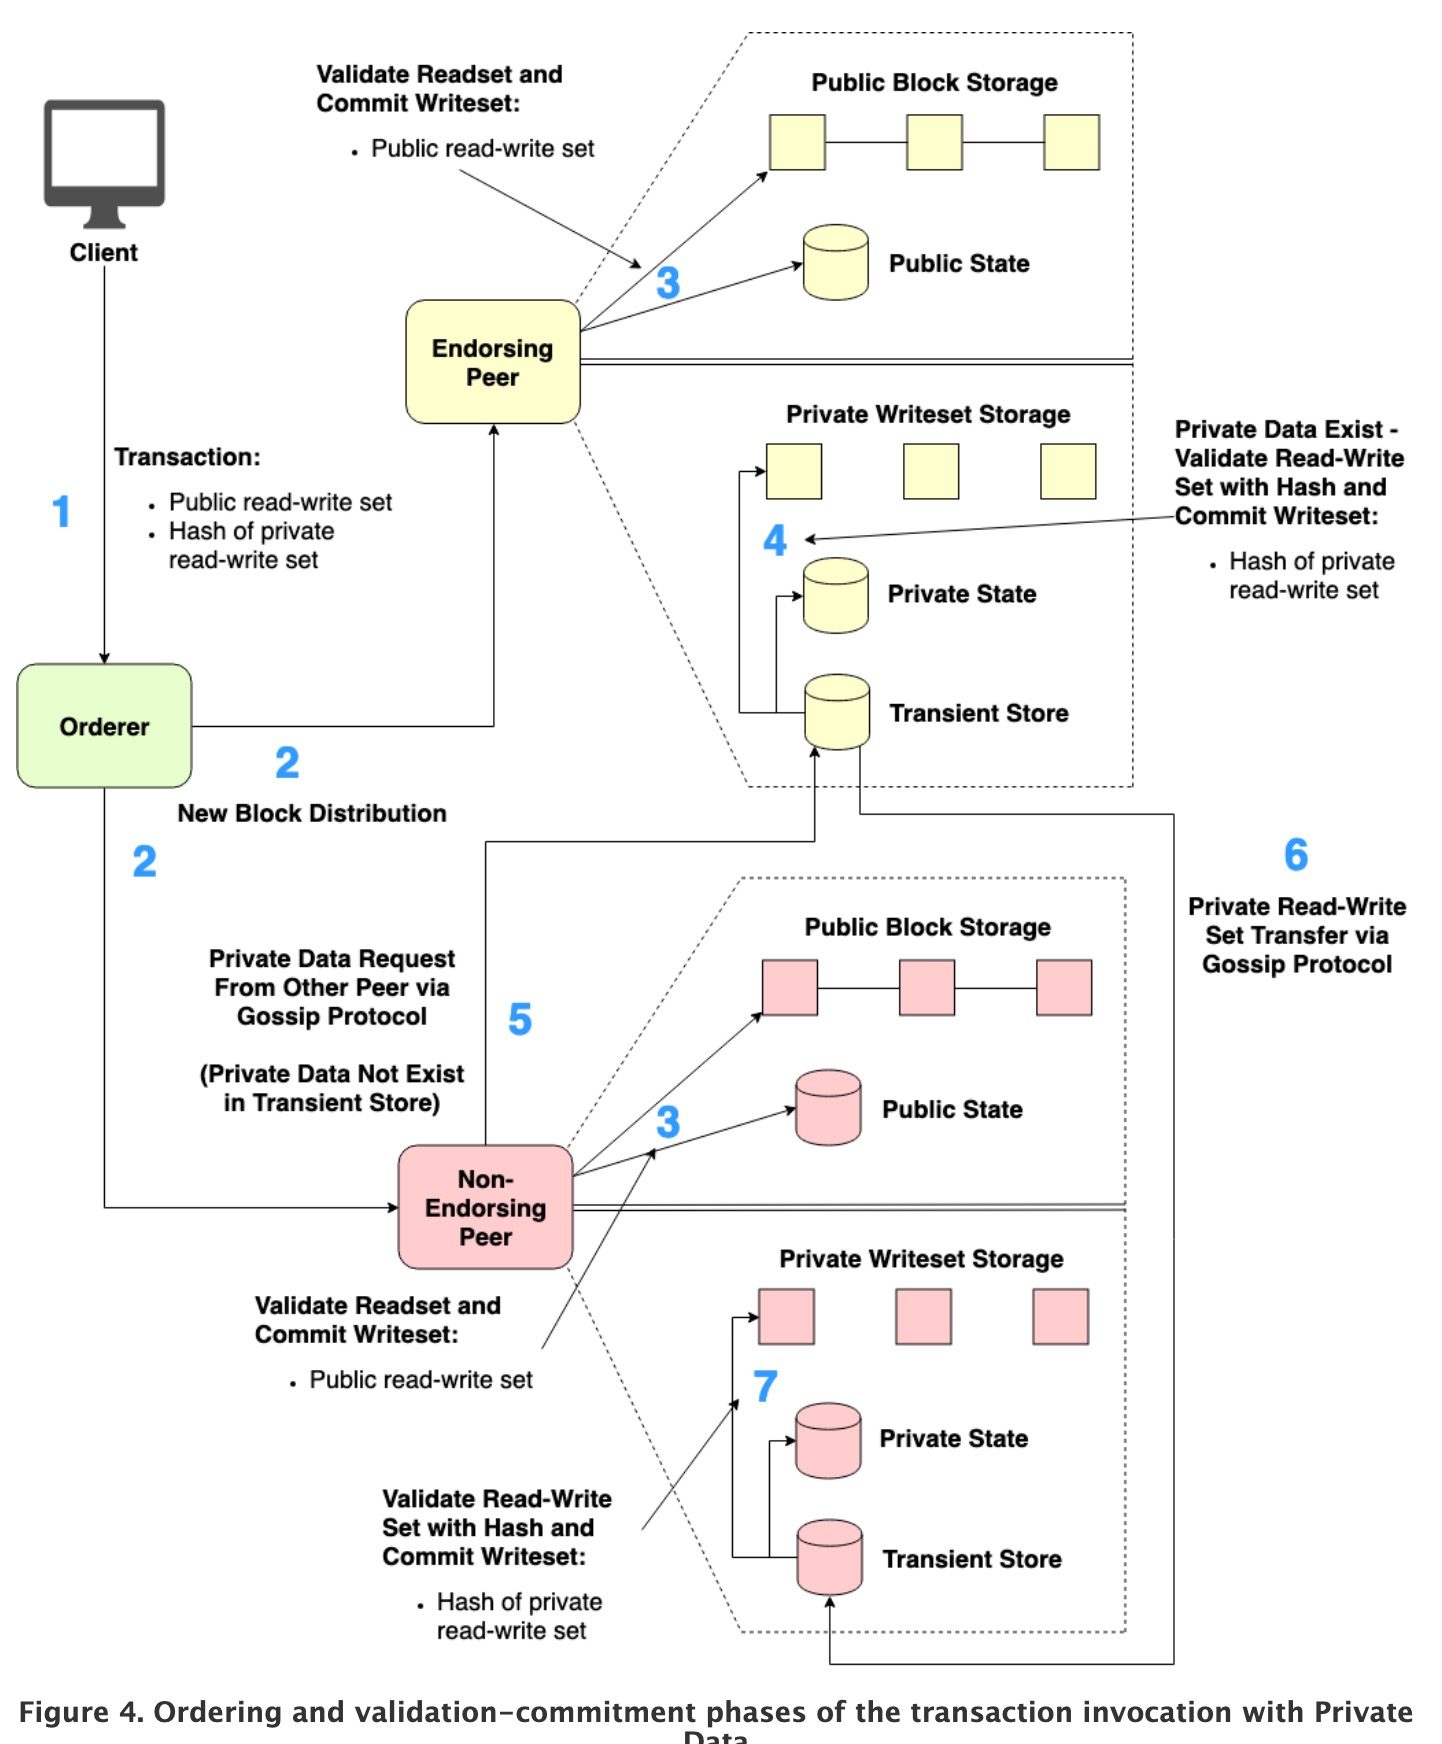 Validate Readset and
Commit Writeset:
• Public read-write set
Public Block Storage
Client
3
Public State
Endorsing
Peer
Private Writeset Storage
Private Data Exist -
Validate Read-Write
Set with Hash and
Commit Writeset:
• Hash of private
read-write set
Transaction:
• Public read-write set
• Hash of private
read-write set
1
4
Private State
Orderer
Transient Store
2
New Block Distribution
2
6
Private Read-Write
Set Transfer via
Gossip Protocol
Public Block Storage
Private Data Request
From Other Peer via
Gossip Protocol
(Private Data Not Exist
in Transient Store)
5
3
Public State
Non-
Endorsing
Peer
Private Writeset Storage
Validate Readset and
Commit Writeset:
• Public read-write set
7
Private State
Validate Read-Write
Set with Hash and
Commit Writeset:
• Hash of private
read-write set
Transient Store
Figure 4. Ordering and validation-commitment phases of the transaction invocation with Private
Data